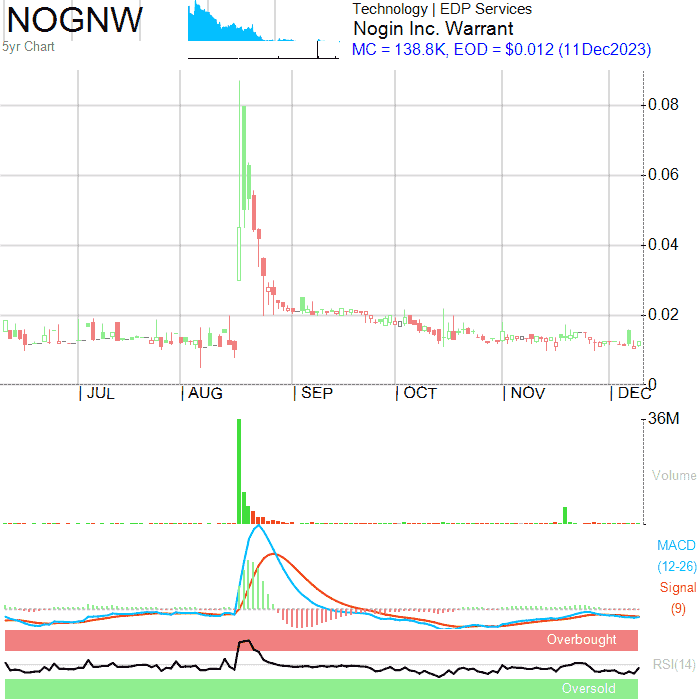 NOGNW
5yr Chart
Technology | EDP Services
Nogin Inc. Warrant
MC = 138.8K, EOD = $0.012 (11Dec2023)
0.08
0.06
0.04
0.02
0
JUL AUG SEP OCT NOV DEC
36M
Volume
MACD
(12-26)
Signal
(9)
Overbought
RSI(14)
Oversold